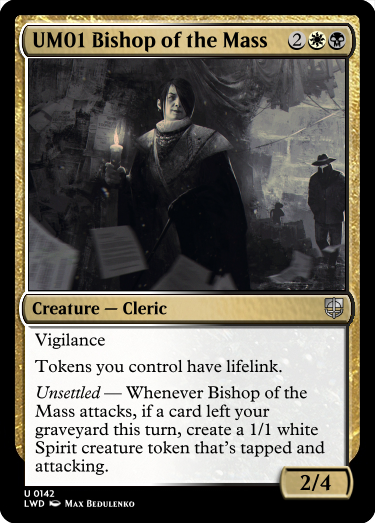 UM01 Bishop of the Mass 2
Creature — Cleric
Vigilance
Tokens you control have lifelink.
Unsettled — Whenever Bishop of the
Mass attacks, if a card left your
graveyard this turn, create a 1/1 white
Spirit creature token that's tapped and
attacking.
2/4
U 0142
LWD Max Bedulenko